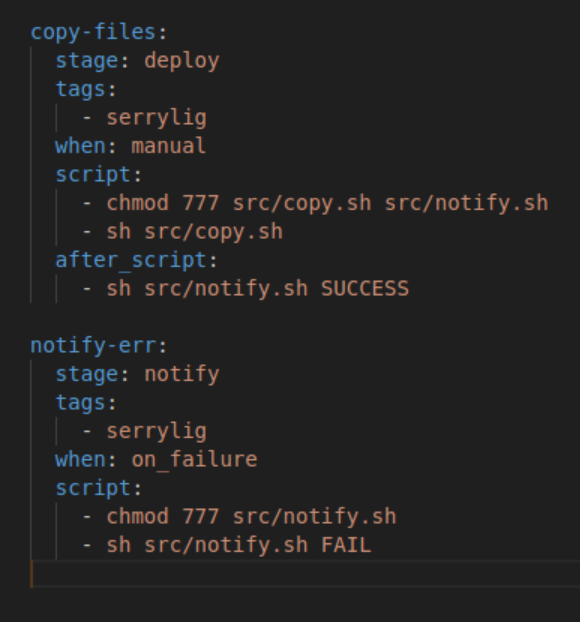 copy-files:
stage: deploy
tags:
- serrylig
when: manual
script:
- chmod 777 src/copy.sh src/notify.sh
- sh src/copy.sh
after_script:
- sh src/notify.sh SUCCESS
notify-err:
stage: notify
tags:
- serrylig
when: on_failure
script:
- chmod 777 src/notify.sh
- sh src/notify.sh FAIL